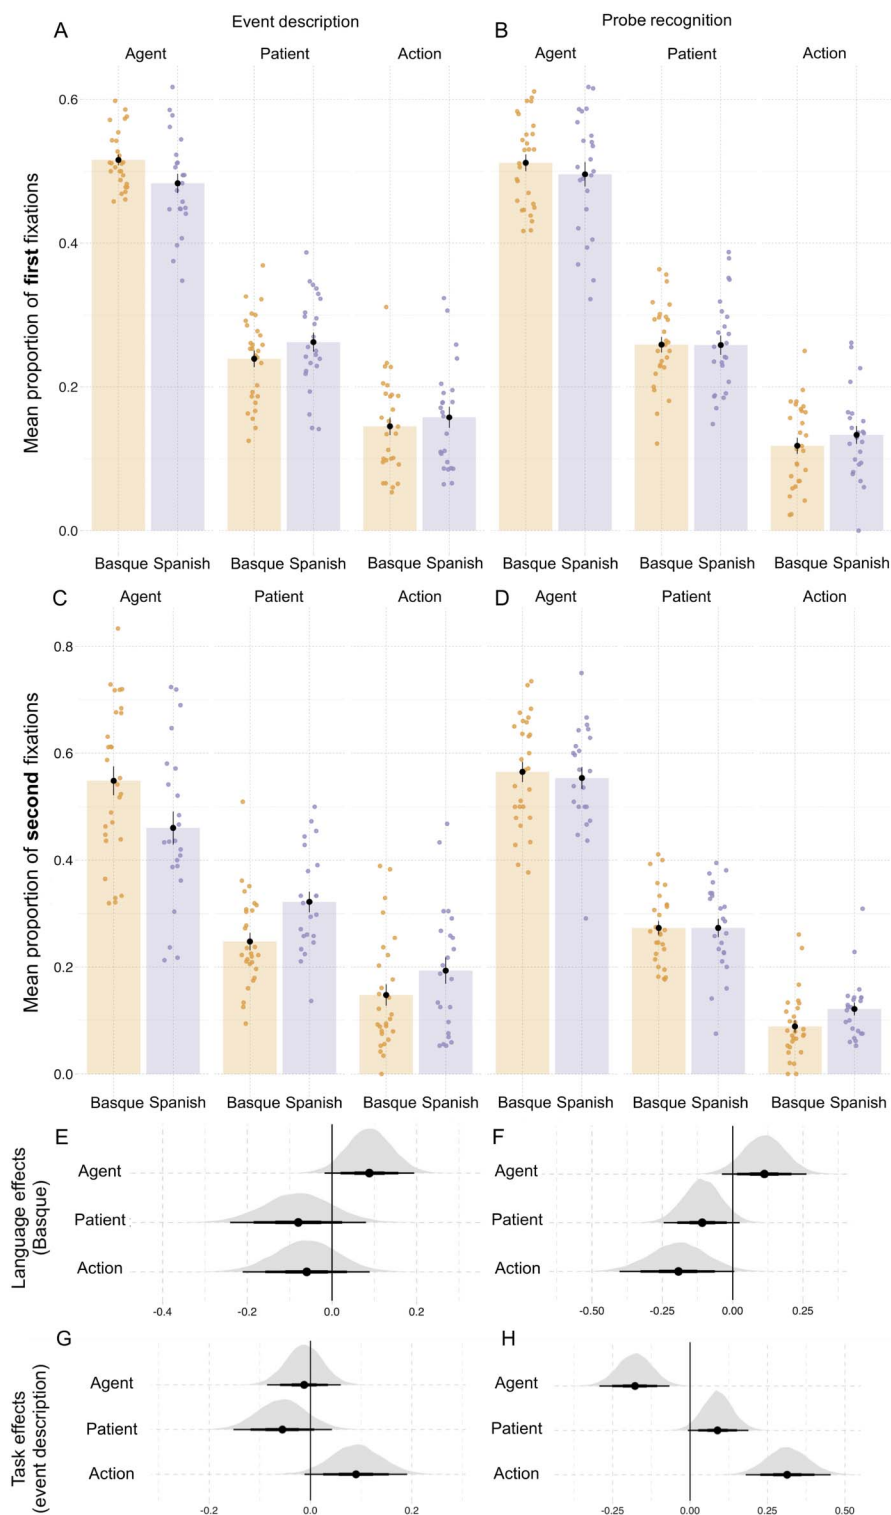 Event description
Probe recognition
A
B
Agent
Patient
Action
Agent
Patient
Action
Mean proportion of first fixations
0.6
0.4
0.2
0.0
Basque Spanish
Basque Spanish
Basque Spanish
Basque Spanish
Basque Spanish
Basque Spanish
C
D
Agent
Patient
Action
Agent
Patient
Action
Mean proportion of second fixations
0.8
0.6
0.4
0.2
0.0
Basque Spanish
Basque Spanish
Basque Spanish
Basque Spanish
Basque Spanish
Basque Spanish
Language effects
(Basque)
E
Agent
Patient
Action
-0.4
-0.2
0.0
0.2
F
Agent
Patient
Action
-0.50
-0.25
0.00
0.25
Task effects
(event description)
G
Agent
Patient
Action
-0.2
0.0
0.2
H
Agent
Patient
Action
-0.25
0.00
0.25
0.50